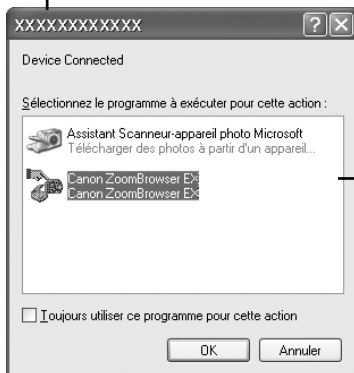 XXXXXXXXXXXX
Device Connected
Sélectionnez le programme à exécuter pour cette action :
Assistant Scanneur-appareil photo Microsoft
Télécharger des photos à partir d'un appareil...
Canon ZoomBrowser EX
Canon ZoomBrowser EX
Toujours utiliser ce programme pour cette action
OK Annuler